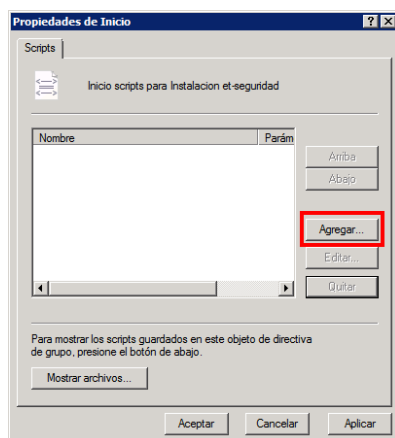 Propiedades de Inicio
Scripts
Inicio scripts para Instalacion et-seguridad
Nombre
Parám
Arriba
Abajo
Agregar...
Editar...
Quitar
Para mostrar los scripts guardados en este objeto de directiva
de grupo, presione el botón de abajo.
Mostrar archivos...
Aceptar
Cancelar
Aplicar